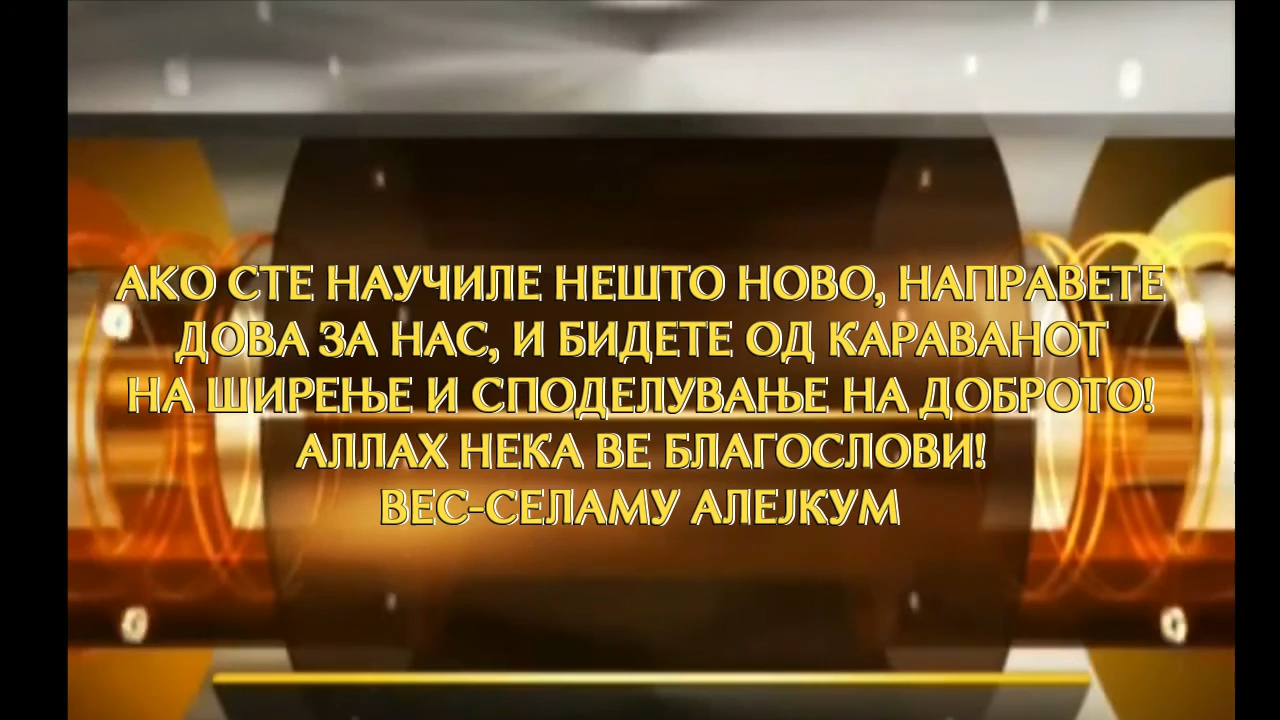 АКО СТЕ НАУЧИЛЕ НЕШТО НОВО, НАПРАВЕТЕ
ДОВА ЗА НАС, И БИДЕТЕ ОД КАРАВАНОТ
НА ШИРЕЊЕ И СПОДЕЛУВАЊЕ НА ДОБРОТО!
АЛЛАХ НЕКА ВЕ БЛАГОСЛОВИ!
ВЕС-СЕЛАМУ АЛЕЈКУМ